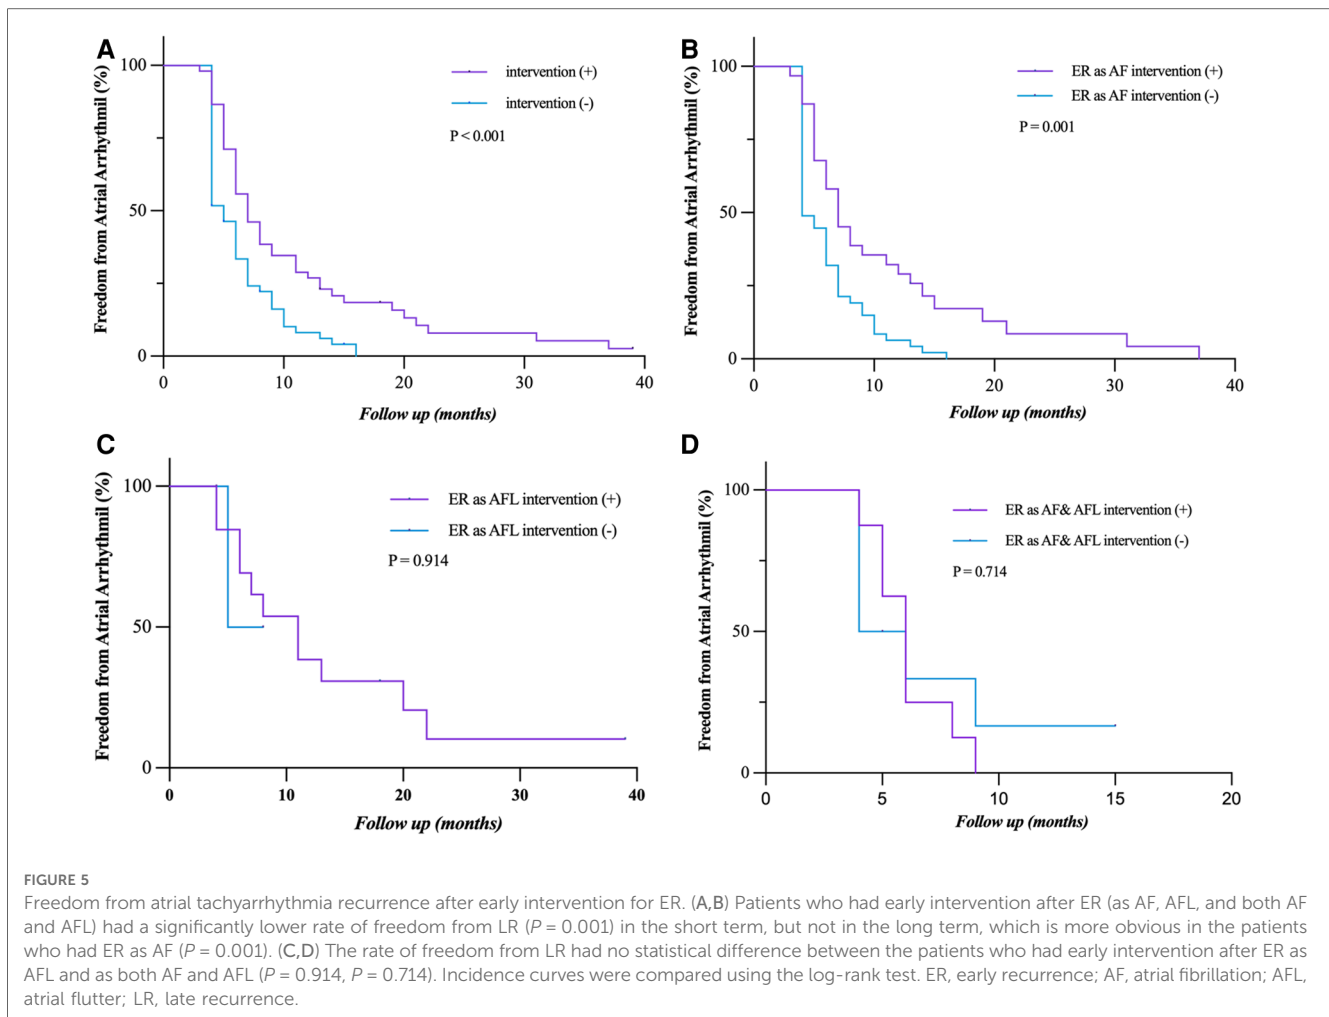 A
Freedom from Atrial Arrhythmil (%)
100
50
0
0 10 20 30 40
Follow up (months)
intervention (+)
intervention (-)
P < 0.001
B
Freedom from Atrial Arrhythmil (%)
100
50
0
0 10 20 30 40
Follow up (months)
ER as AF intervention (+)
ER as AF intervention (-)
P = 0.001
C
Freedom from Atrial Arrhythmil (%)
100
50
0
0 10 20 30 40
Follow up (months)
ER as AFL intervention (+)
ER as AFL intervention (-)
P = 0.914
D
Freedom from Atrial Arrhythmil (%)
100
50
0
0 5 10 15 20
Follow up (months)
ER as AF& AFL intervention (+)
ER as AF& AFL intervention (-)
P = 0.714
FIGURE 5
Freedom from atrial tachyarrhythmia recurrence after early intervention for ER. (A,B) Patients who had early intervention after ER (as AF, AFL, and both AF
and AFL) had a significantly lower rate of freedom from LR (P = 0.001) in the short term, but not in the long term, which is more obvious in the patients
who had ER as AF (P = 0.001). (C,D) The rate of freedom from LR had no statistical difference between the patients who had early intervention after ER as
AFL and as both AF and AFL (P = 0.914, P = 0.714). Incidence curves were compared using the log-rank test. ER, early recurrence; AF, atrial fibrillation; AFL,
atrial flutter; LR, late recurrence.